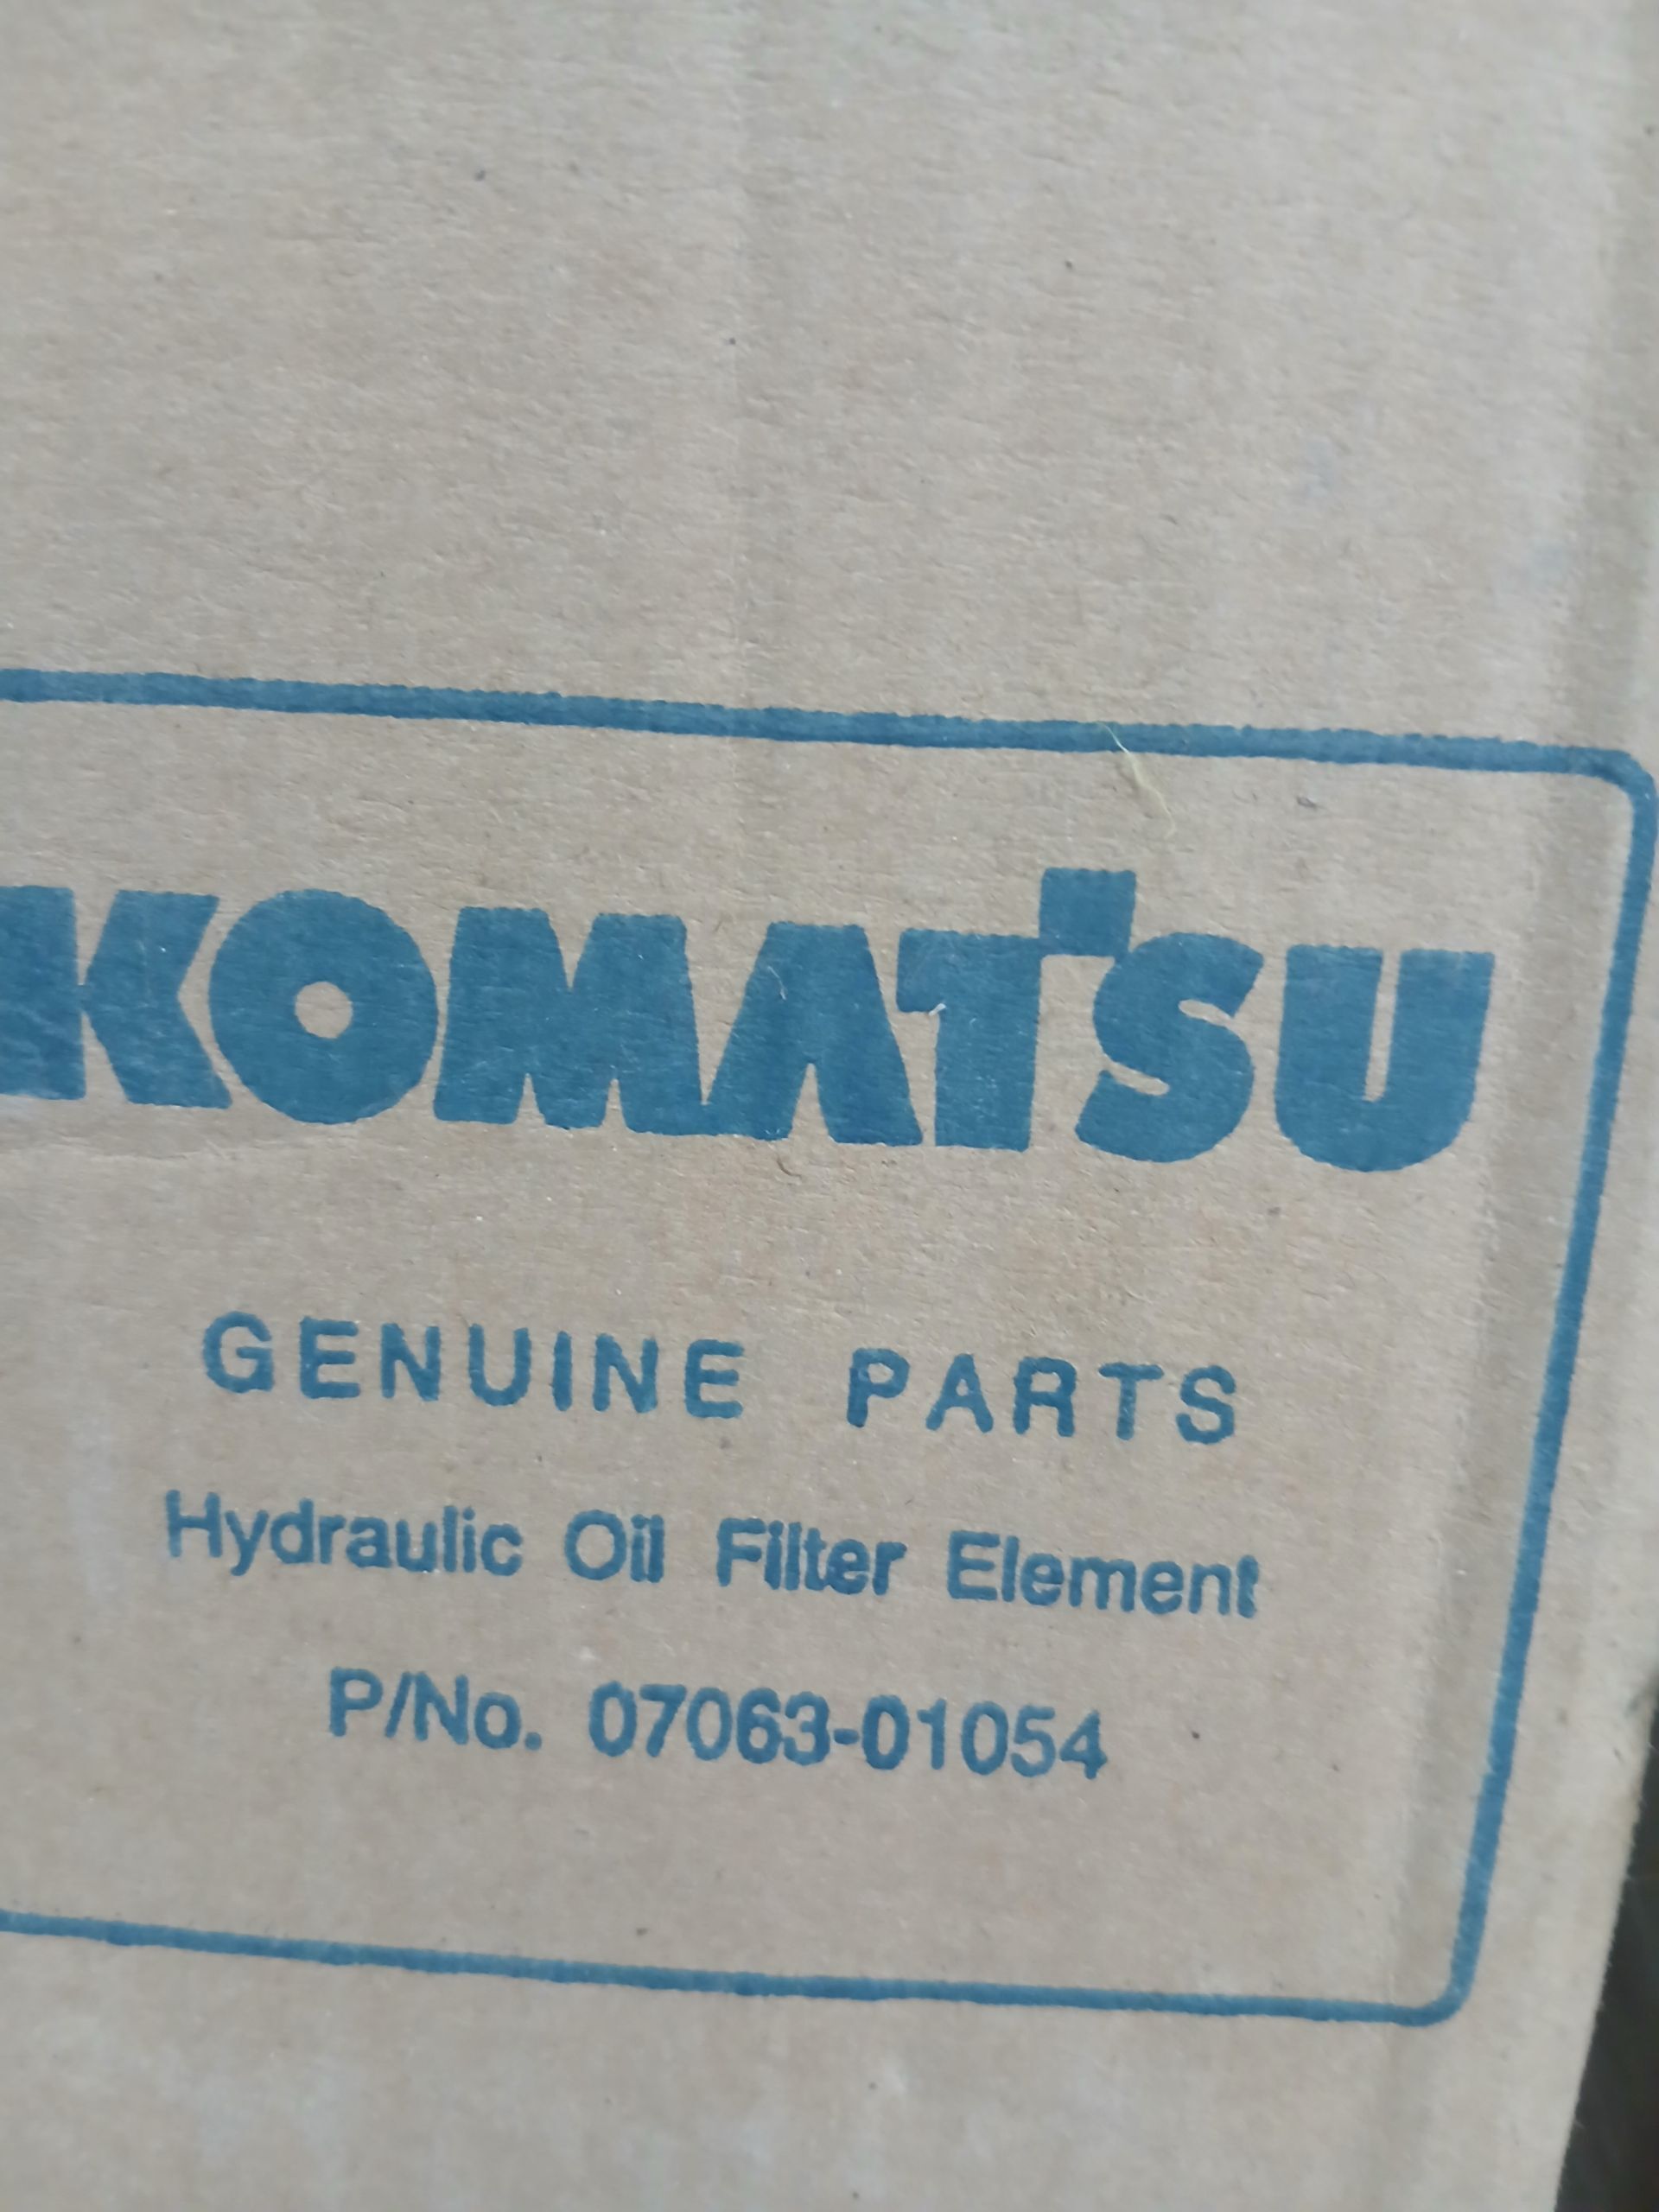 KOMATSU
GENUINE PARTS
Hydraulic Oil Filter Element
P/No. 07063-01054